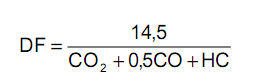 DF = 14,5 / (CO₂ + 0,5CO + HC)